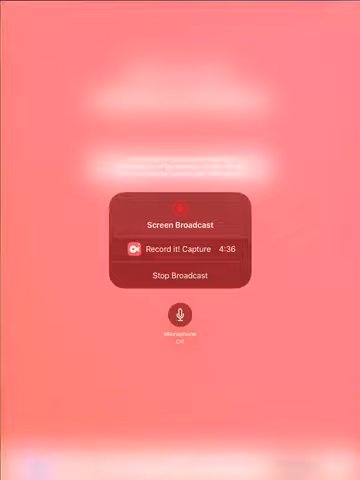 Screen Broadcast
Record it! Capture 4:36
Stop Broadcast
Microphone
Off